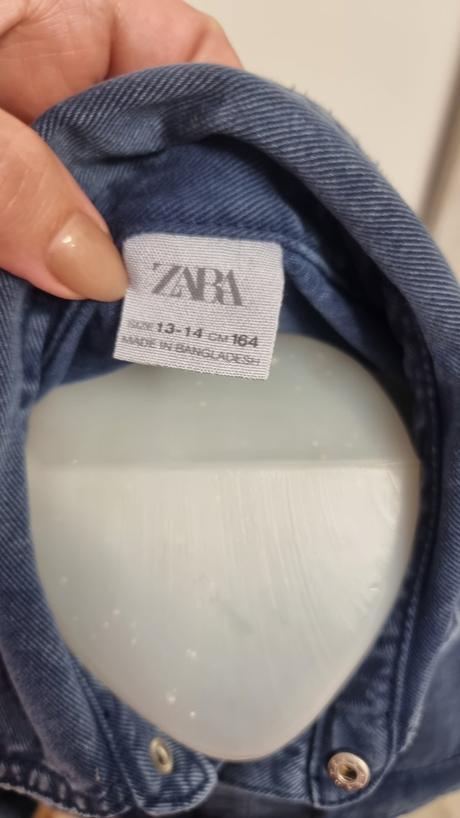 ZARA
SIZE 13-14 CM 164
MADE IN BANGLADESH